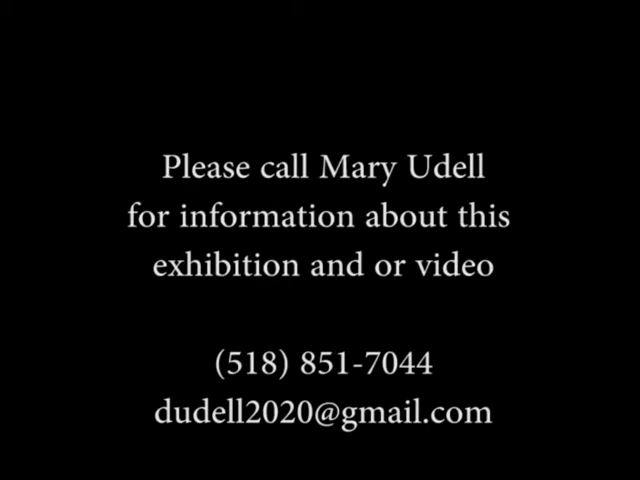 Please call Mary Udell
for information about this
exhibition and or video
(518) 851-7044
dudell2020@gmail.com